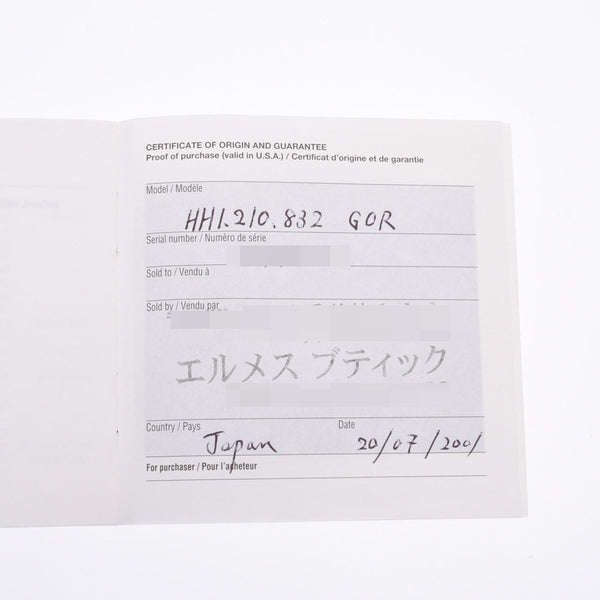 CERTIFICATE OF ORIGIN AND GUARANTEE
Proof of purchase (valid in U.S.A.) / Certificat d'origine et de garantie
Model / Modèle
HH1.210.832 GOR
Serial number / Numéro de série
Sold to / Vendu à
Sold by / Vendu par
エルメス ブティック
Country / Pays
Date
Japan
20/07/2001
For purchaser / Pour l'acheteur